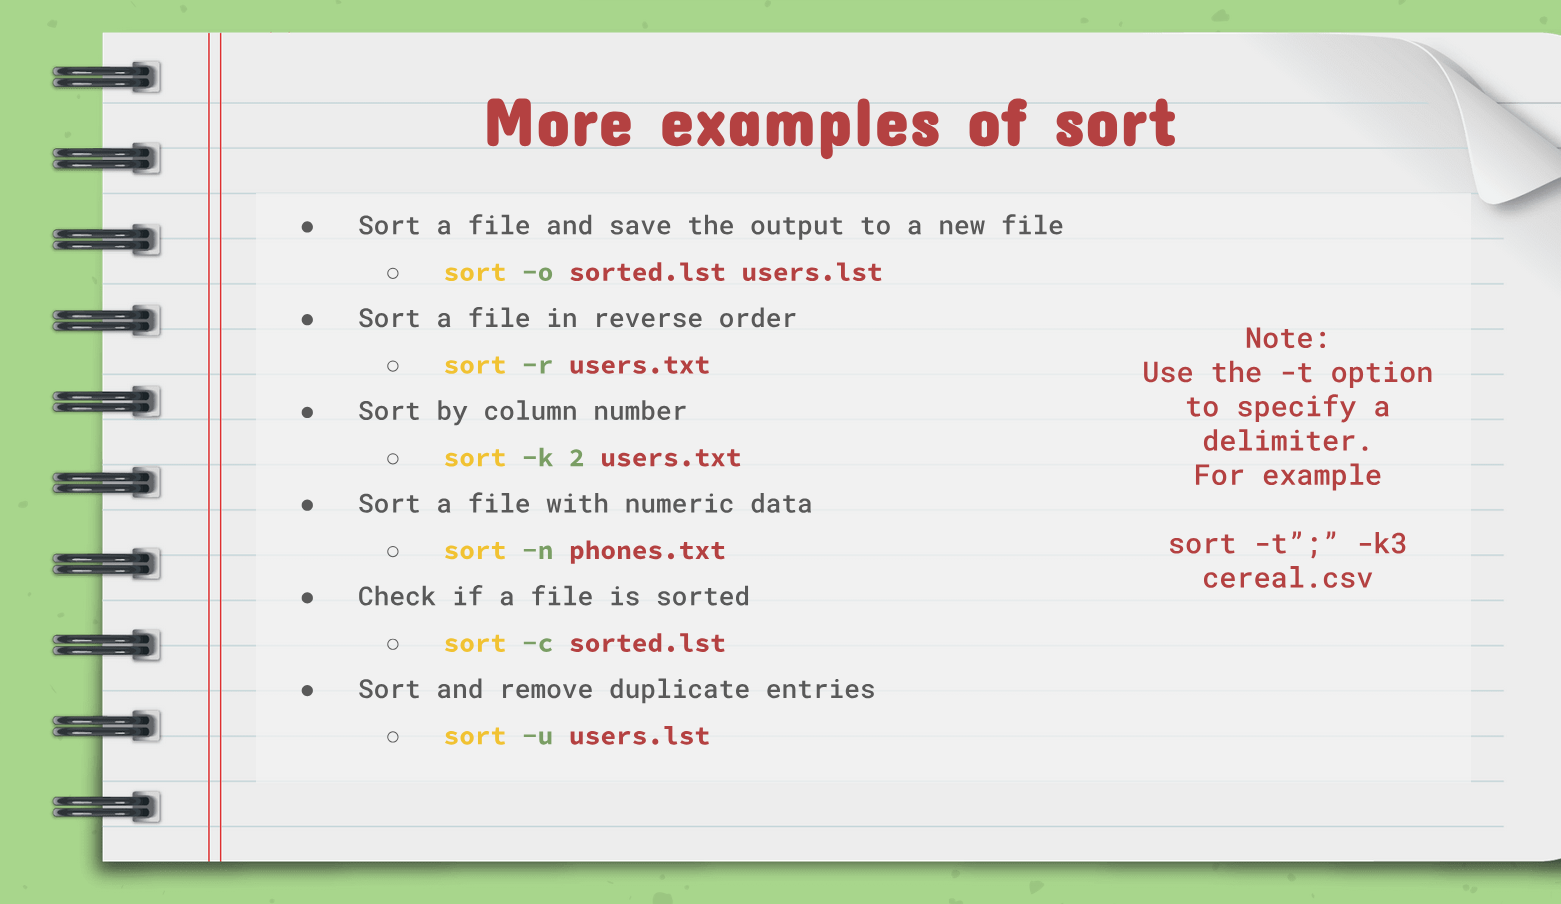 More examples of sort
● Sort a file and save the output to a new file
○ sort -o sorted.lst users.lst
● Sort a file in reverse order
○ sort -r users.txt
● Sort by column number
○ sort -k 2 users.txt
● Sort a file with numeric data
○ sort -n phones.txt
● Check if a file is sorted
○ sort -c sorted.lst
● Sort and remove duplicate entries
○ sort -u users.lst
Note:
Use the -t option
to specify a
delimiter.
For example
sort -t”;” -k3
cereal.csv